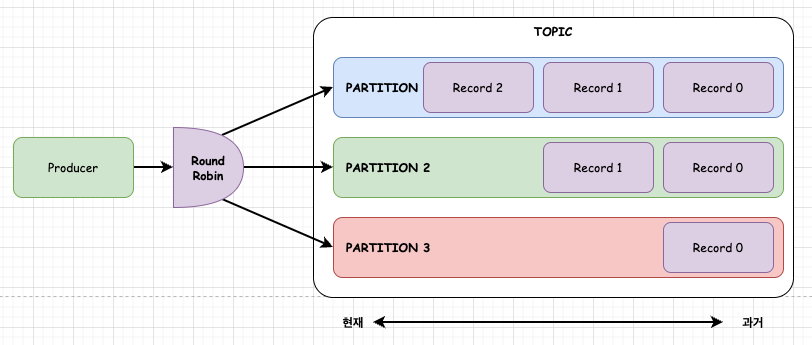 TOPIC
PARTITION
Record 2
Record 1
Record 0
Producer
Round
Robin
PARTITION 2
Record 1
Record 0
PARTITION 3
Record 0
현재
과거